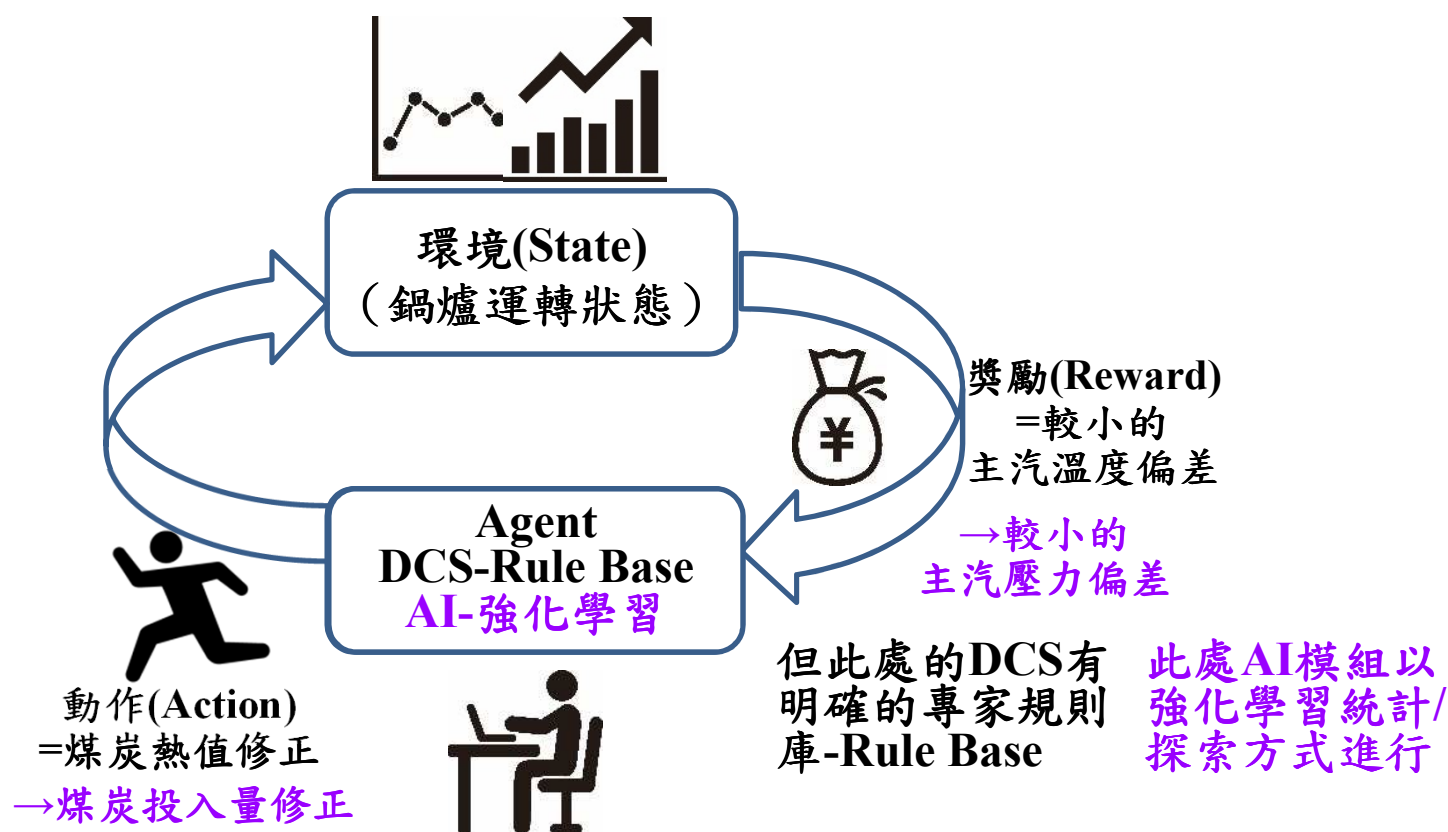 環境(State)
（鍋爐運轉狀態）
¥
獎勵(Reward)
=較小的
主汽溫度偏差
→較小的
主汽壓力偏差
Agent
DCS-Rule Base
AI-強化學習
動作(Action)
=煤炭熱值修正
→煤炭投入量修正
但此處的DCS有
明確的專家規則
庫-Rule Base
此處AI模組以
強化學習統計/
探索方式進行